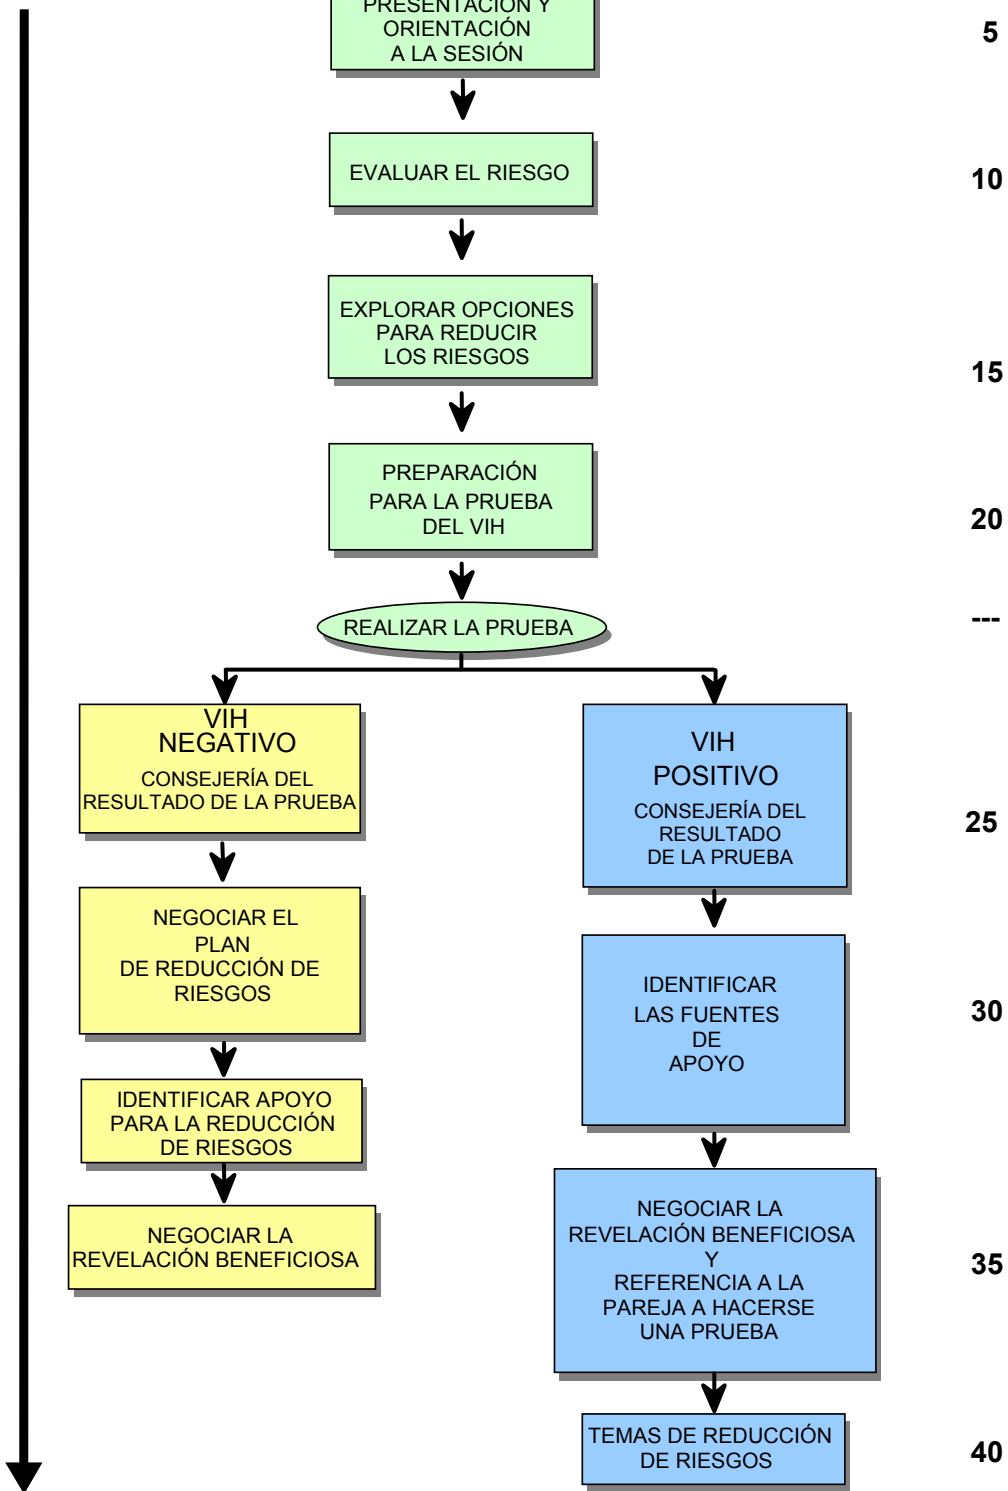 PRESENTACIÓN Y
ORIENTACIÓN
A LA SESIÓN
5
EVALUAR EL RIESGO
10
EXPLORAR OPCIONES
PARA REDUCIR
LOS RIESGOS
15
PREPARACIÓN
PARA LA PRUEBA
DEL VIH
20
REALIZAR LA PRUEBA
---
VIH
NEGATIVO
CONSEJERÍA DEL
RESULTADO DE LA PRUEBA
VIH
POSITIVO
CONSEJERÍA DEL
RESULTADO
DE LA PRUEBA
25
NEGOCIAR EL
PLAN
DE REDUCCIÓN DE
RIESGOS
IDENTIFICAR
LAS FUENTES
DE
APOYO
30
IDENTIFICAR APOYO
PARA LA REDUCCIÓN
DE RIESGOS
NEGOCIAR LA
REVELACIÓN BENEFICIOSA
NEGOCIAR LA
REVELACIÓN BENEFICIOSA
Y
REFERENCIA A LA
PAREJA A HACERSE
UNA PRUEBA
35
TEMAS DE REDUCCIÓN
DE RIESGOS
40